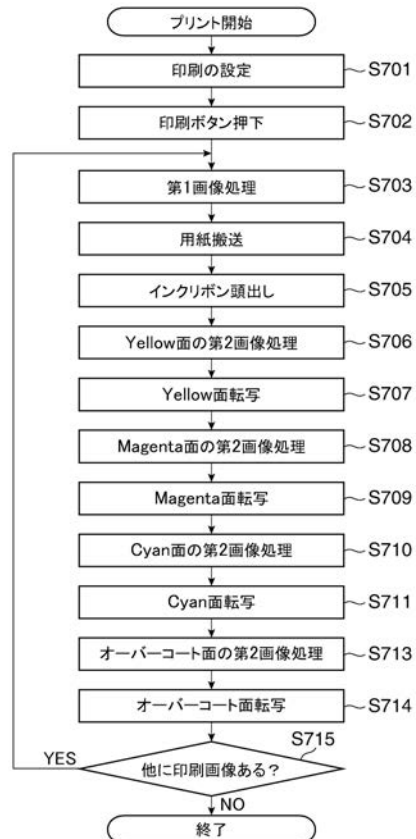 プリント開始
印刷の設定 S701
印刷ボタン押下 S702
第1画像処理 S703
用紙搬送 S704
インクリボン頭出し S705
Yellow面の第2画像処理 S706
Yellow面転写 S707
Magenta面の第2画像処理 S708
Magenta面転写 S709
Cyan面の第2画像処理 S710
Cyan面転写 S711
オーバーコート面の第2画像処理 S713
オーバーコート面転写 S714
S715
YES
他に印刷画像ある?
NO
終了